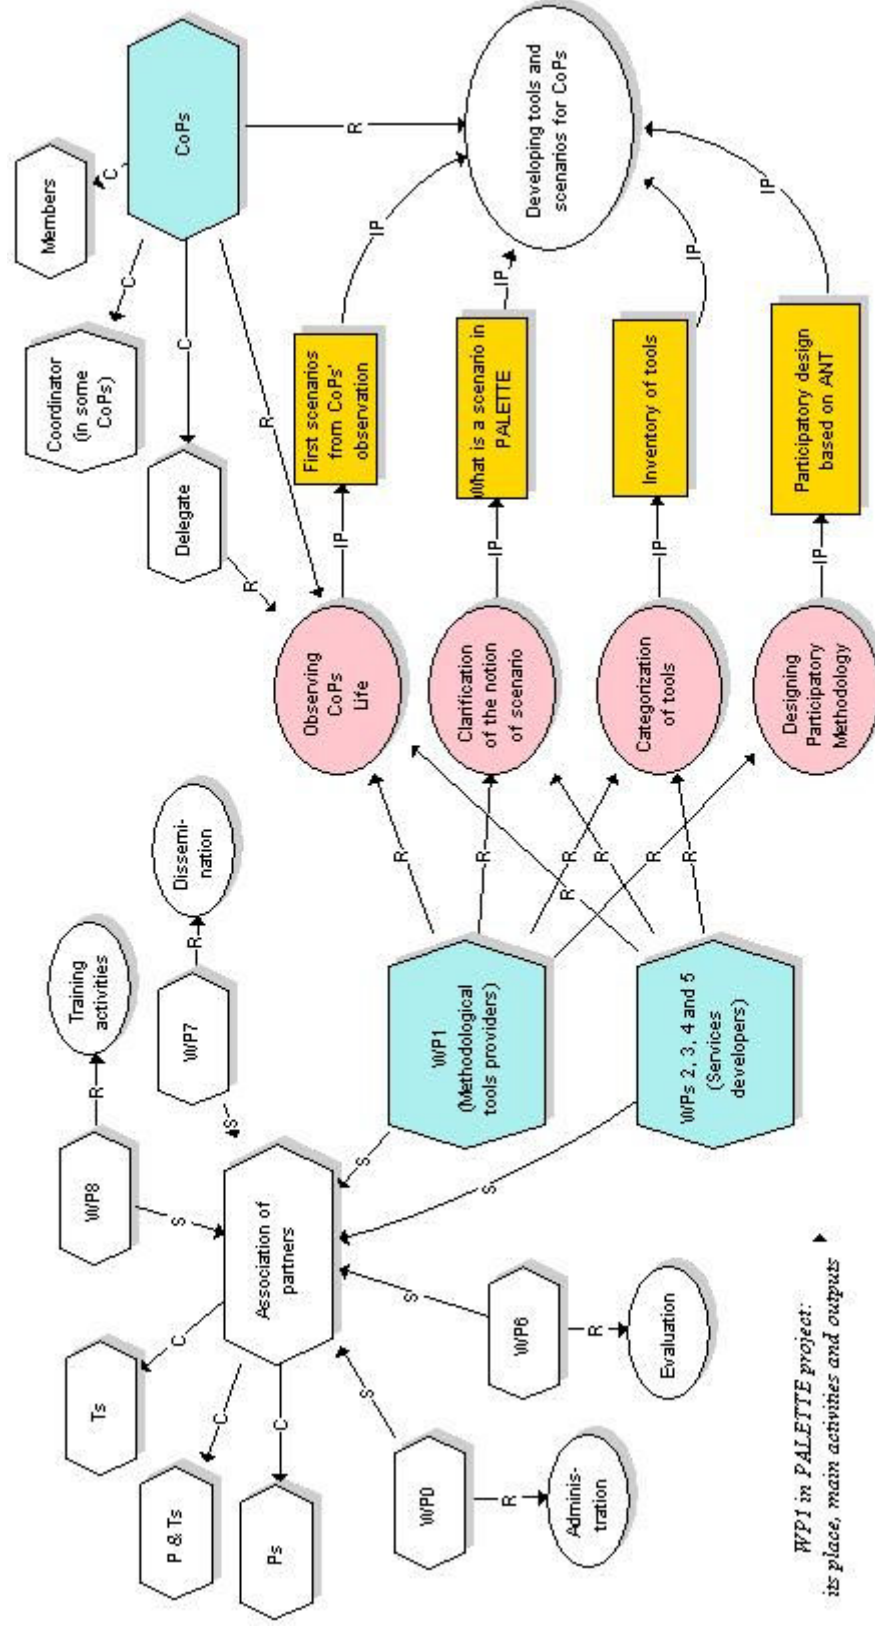 Ts
P & Ts
Ps
C
C
C
WP8
R
Training
activities
S
WP7
R
Dissemi-
nation
S
Association of
partners
WP0
S
R
Adminis-
tration
WP6
S
R
Evaluation
S
S
WP1
(Methodological
tools providers)
WPs 2, 3, 4 and 5
(Services
developers)
R
R
R
R
R
R
R
Members
Coordinator
(in some
CoPs)
Delegate
C
C
C
CoPs
R
R
R
Observing
CoPs
Life
IP
First scenarios
from CoPs'
observation
IP
Clarification
of the notion
of scenario
IP
What is a scenario in
PALETTE
IP
Categorization
of tools
IP
Inventory of tools
IP
Designing
Participatory
Methodology
IP
Participatory design
based on ANT
IP
Developing tools and
scenarios for CoPs
WP1 in PALETTE project:
its place, main activities and outputs